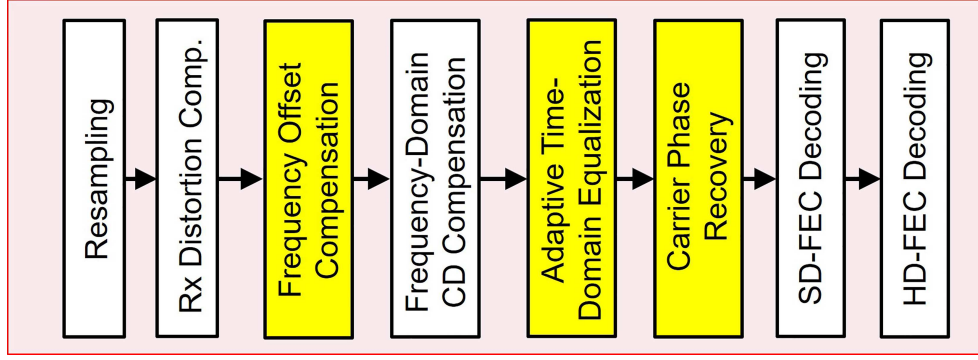 Resampling
Rx Distortion Comp.
Frequency Offset
Compensation
Frequency-Domain
CD Compensation
Adaptive Time-
Domain Equalization
Carrier Phase
Recovery
SD-FEC Decoding
HD-FEC Decoding